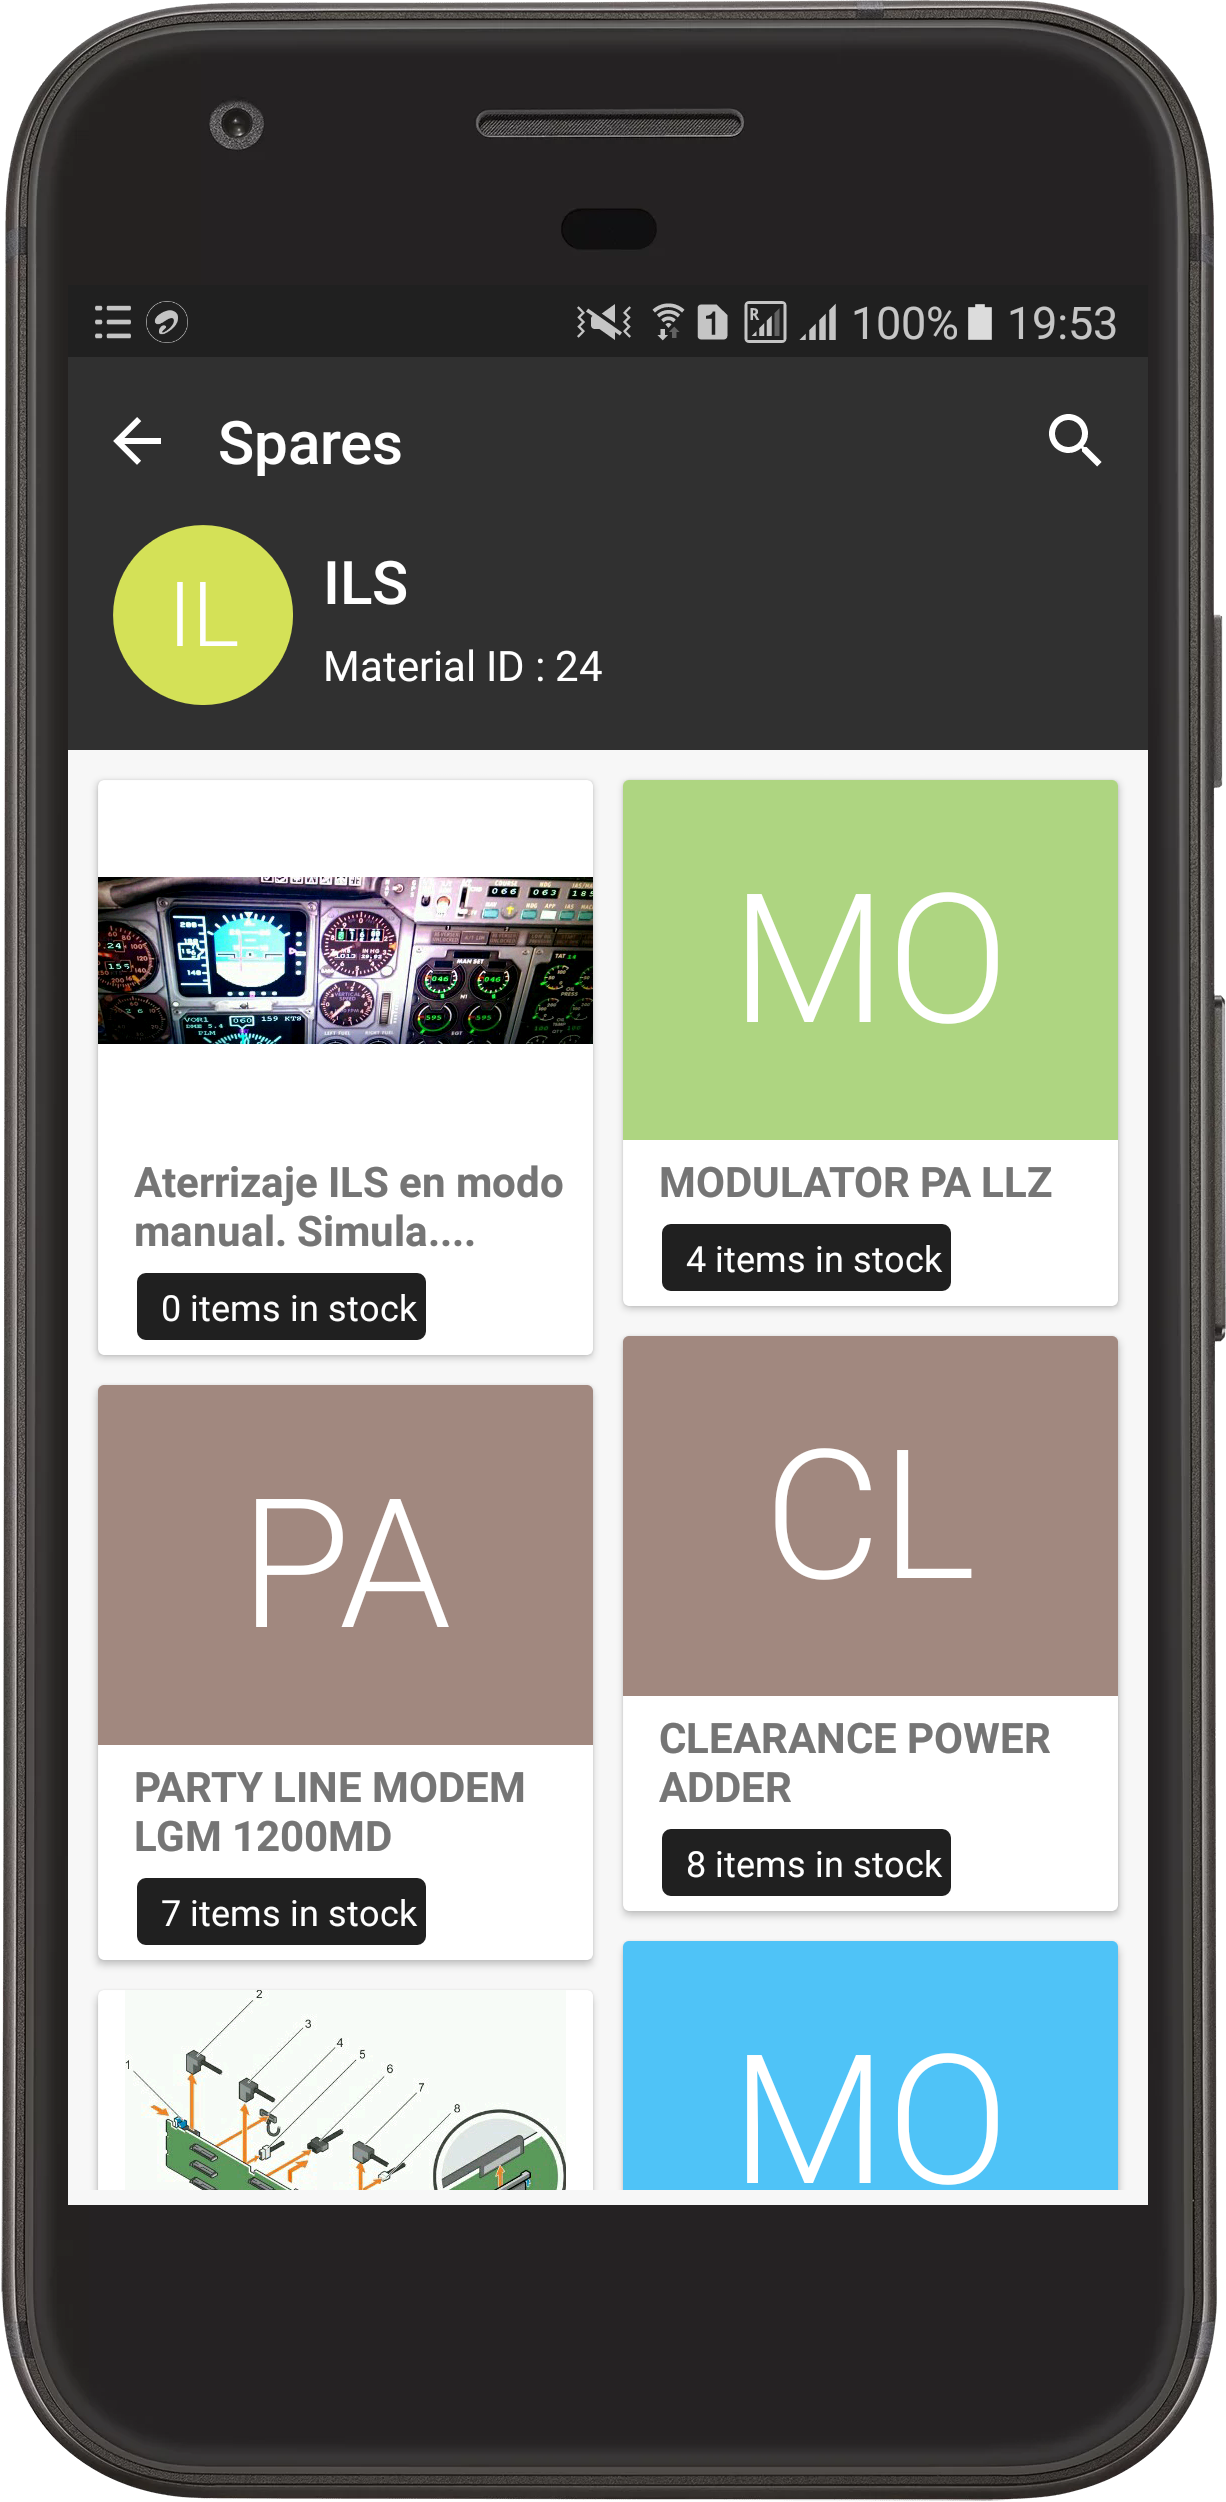 1
R
100%
19:53
Spares
IL
ILS
Material ID : 24
Aterrizaje ILS en modo
manual. Simula....
0 items in stock
MO
MODULATOR PA LLZ
4 items in stock
PA
PARTY LINE MODEM
LGM 1200MD
7 items in stock
CL
CLEARANCE POWER
ADDER
8 items in stock
1
2
3
4
5
6
7
8
MO